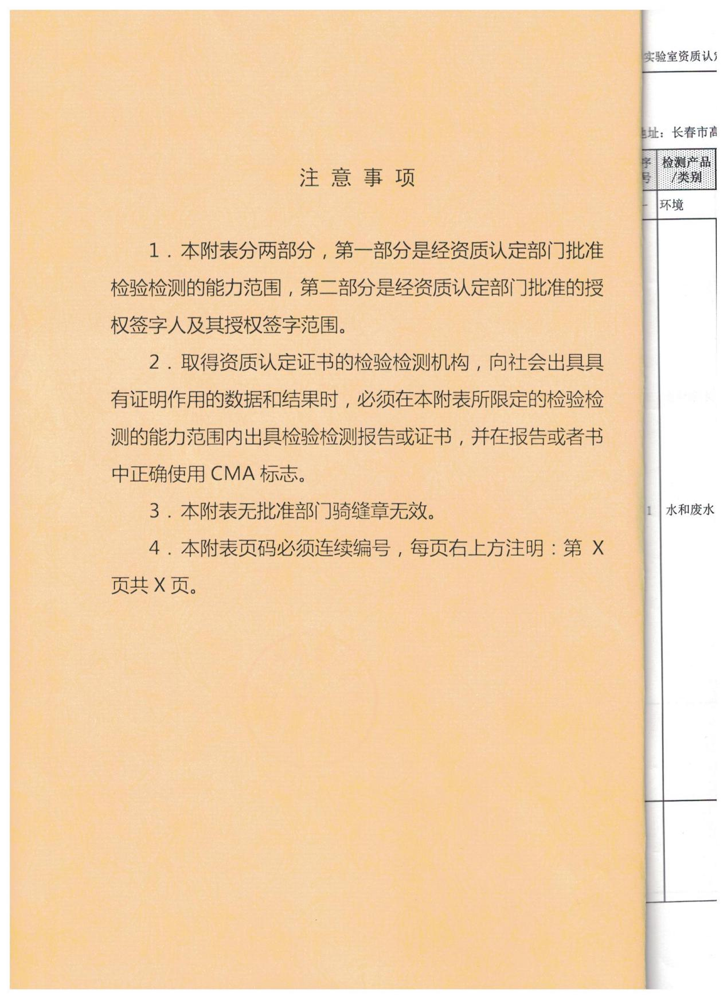 注意事项
1. 本附表分两部分，第一部分是经资质认定部门批准
检验检测的能力范围，第二部分是经资质认定部门批准的授
权签字人及其授权签字范围。
2. 取得资质认定证书的检验检测机构，向社会出具具
有证明作用的数据和结果时，必须在本附表所限定的检验检
测的能力范围内出具检验检测报告或证书，并在报告或者书
中正确使用 CMA 标志。
3. 本附表无批准部门骑缝章无效。
4. 本附表页码必须连续编号，每页右上方注明：第 X
页共 X 页。
实验室资质认
地址：长春市高
序号
检测产品
/类别
环境
1
水和废水